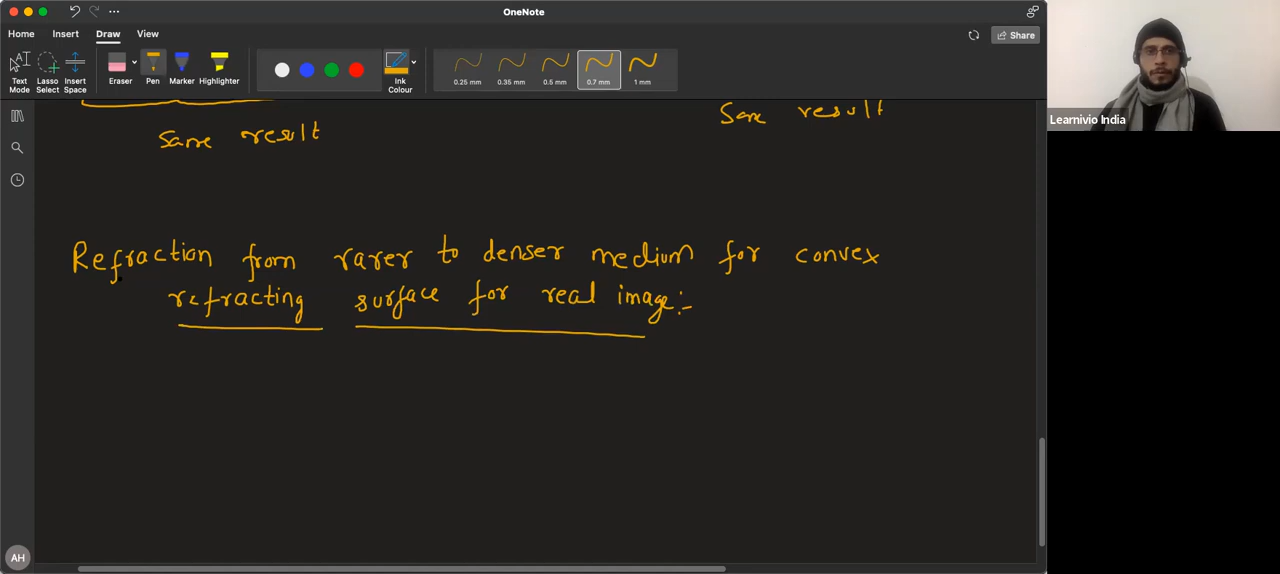 OneNote
Home Insert Draw View
Share
Text Mode
Lasso Select
Insert Space
Eraser
Pen
Marker
Highlighter
Ink Colour
0.25 mm
0.35 mm
0.5 mm
0.7 mm
1 mm
Learnivio India
Same result
Same result
Refraction from rarer to denser medium for convex
refracting surface for real image:-
AH